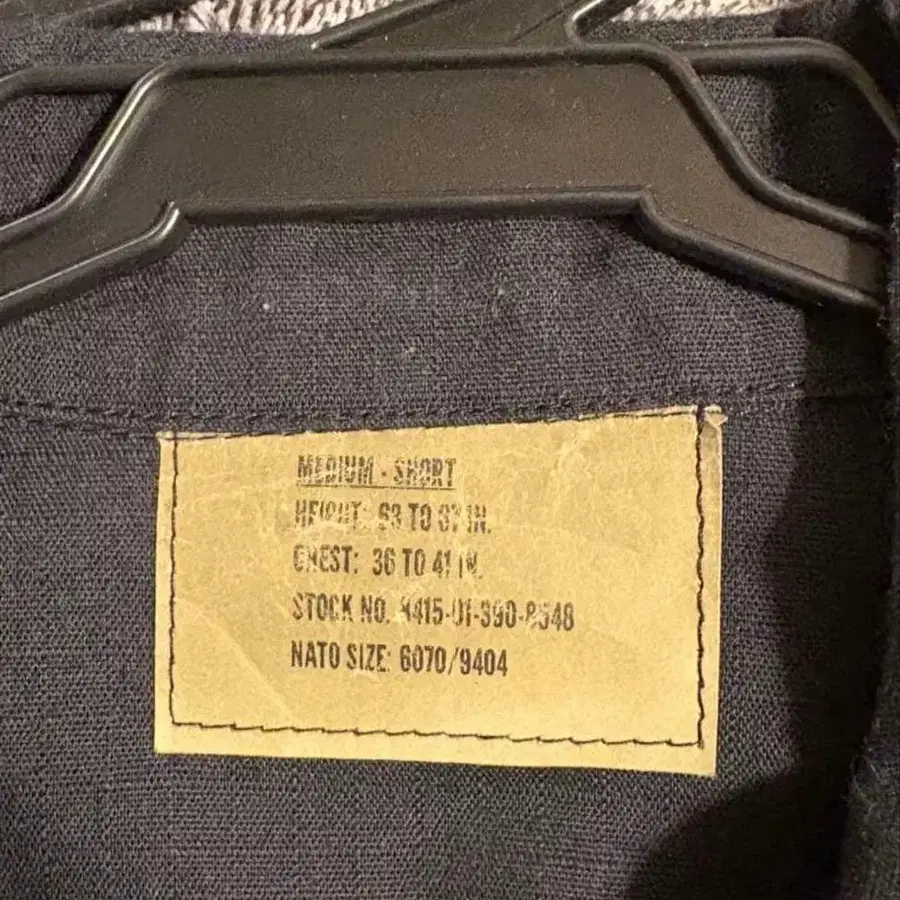 MEDIUM - SHORT
HEIGHT: 63 TO 67 IN.
CHEST: 36 TO 41 IN.
STOCK NO. 8415-01-390-8548
NATO SIZE: 6070/9404